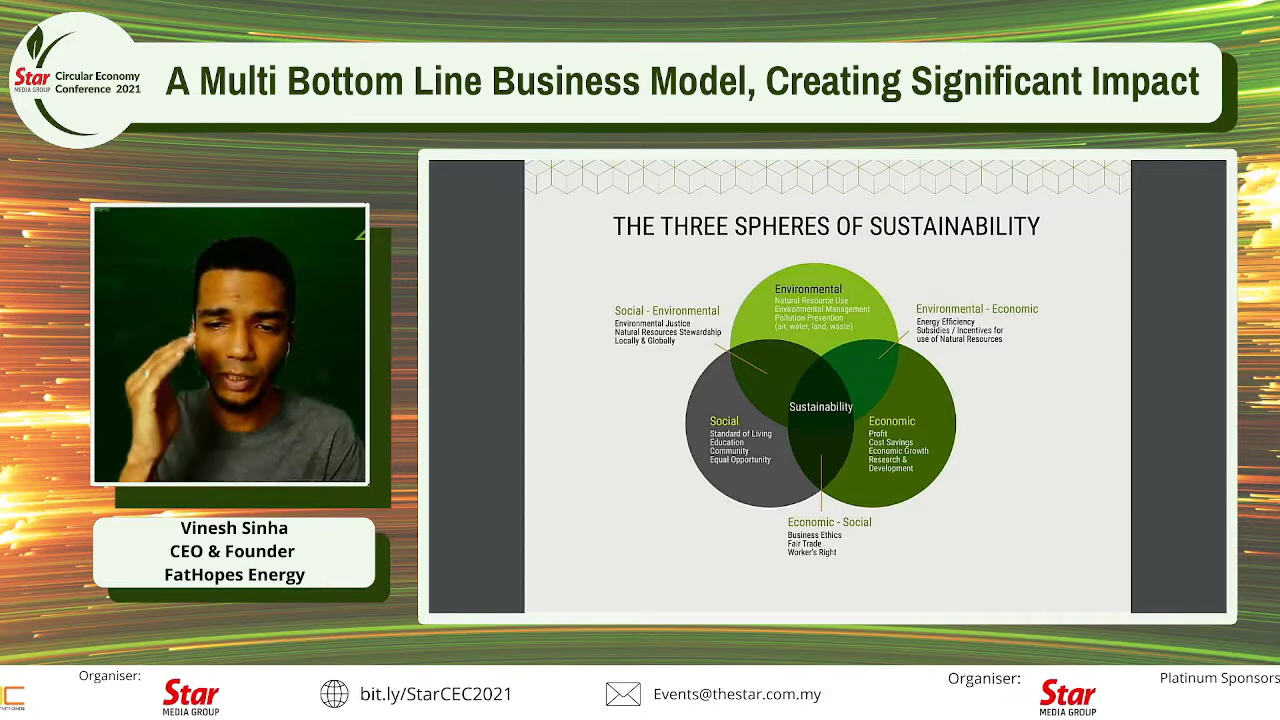 Star
MEDIA GROUP
Circular Economy
Conference 2021
A Multi Bottom Line Business Model, Creating Significant Impact
THE THREE SPHERES OF SUSTAINABILITY
Environmental
Natural Resource Use
Environmental Management
Pollution Prevention
(air, water, land, waste)
Social - Environmental
Environmental Justice
Natural Resources Stewardship
Locally & Globally
Environmental - Economic
Energy Efficiency
Subsidies / Incentives for
use of Natural Resources
Sustainability
Social
Standard of Living
Education
Community
Equal Opportunity
Economic
Profit
Cost Savings
Economic Growth
Research &
Development
Economic - Social
Business Ethics
Fair Trade
Worker's Right
Vinesh Sinha
CEO & Founder
FatHopes Energy
Organiser:
Star
MEDIA GROUP
bit.ly/StarCEC2021
Events@thestar.com.my
Organiser:
Star
MEDIA GROUP
Platinum Sponsors